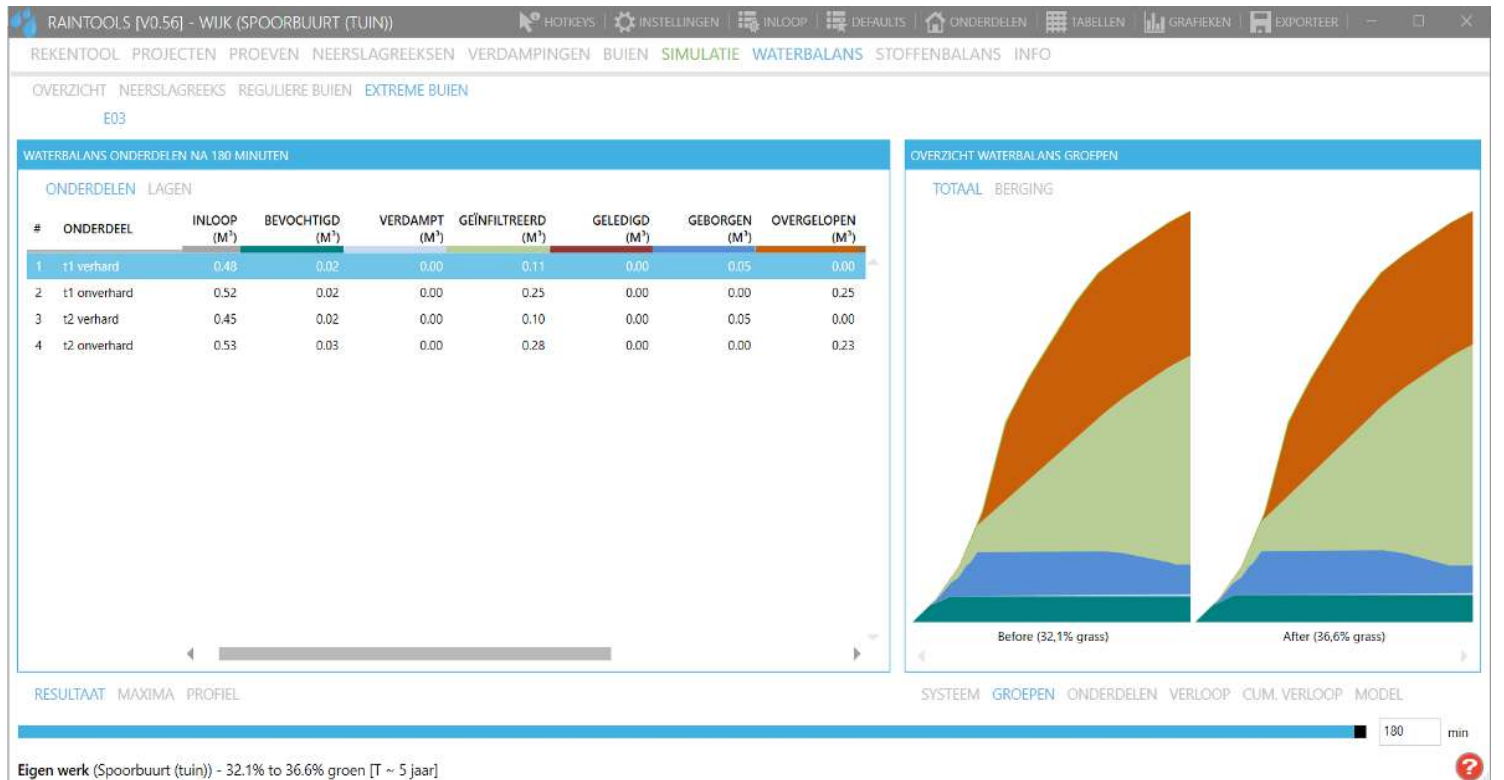 RAINTOOLS [V0.56] - WIJK (SPOORBUURT (TUIN)) HOTKEYS INSTELLINGEN INLOOP DEFAULTS ONDERDELEN TABELLEN GRAFIEKEN EXPORTEER
REKENTOOL PROJECTEN PROEVEN NEERSLAGREEKSEN VERDAMPINGEN BUIEN SIMULATIE WATERBALANS STOFFENBALANS INFO
OVERZICHT NEERSLAGREEKS REGULIERE BUIEN EXTREME BUIEN
E03
WATERBALANS ONDERDELEN NA 180 MINUTEN
ONDERDELEN LAGEN
# ONDERDEEL INLOOP (M³) BEVOCHTIGD (M³) VERDAMPT (M³) GEÏNFILTREERD (M³) GELEDIGD (M³) GEBORGEN (M³) OVERGELOPEN (M³)
1 t1 verhard 0.48 0.02 0.00 0.11 0.00 0.05 0.00
2 t1 onverhard 0.52 0.02 0.00 0.25 0.00 0.00 0.25
3 t2 verhard 0.45 0.02 0.00 0.10 0.00 0.05 0.00
4 t2 onverhard 0.53 0.03 0.00 0.28 0.00 0.00 0.23
OVERZICHT WATERBALANS GROEPEN
TOTAAL BERGING
Before (32,1% grass) After (36,6% grass)
RESULTAAT MAXIMA PROFIEL
SYSTEEM GROEPEN ONDERDELEN VERLOOP CUM. VERLOOP MODEL
180 min
Eigen werk (Spoorbuurt (tuin)) - 32.1% to 36.6% groen [T ~ 5 jaar]
?